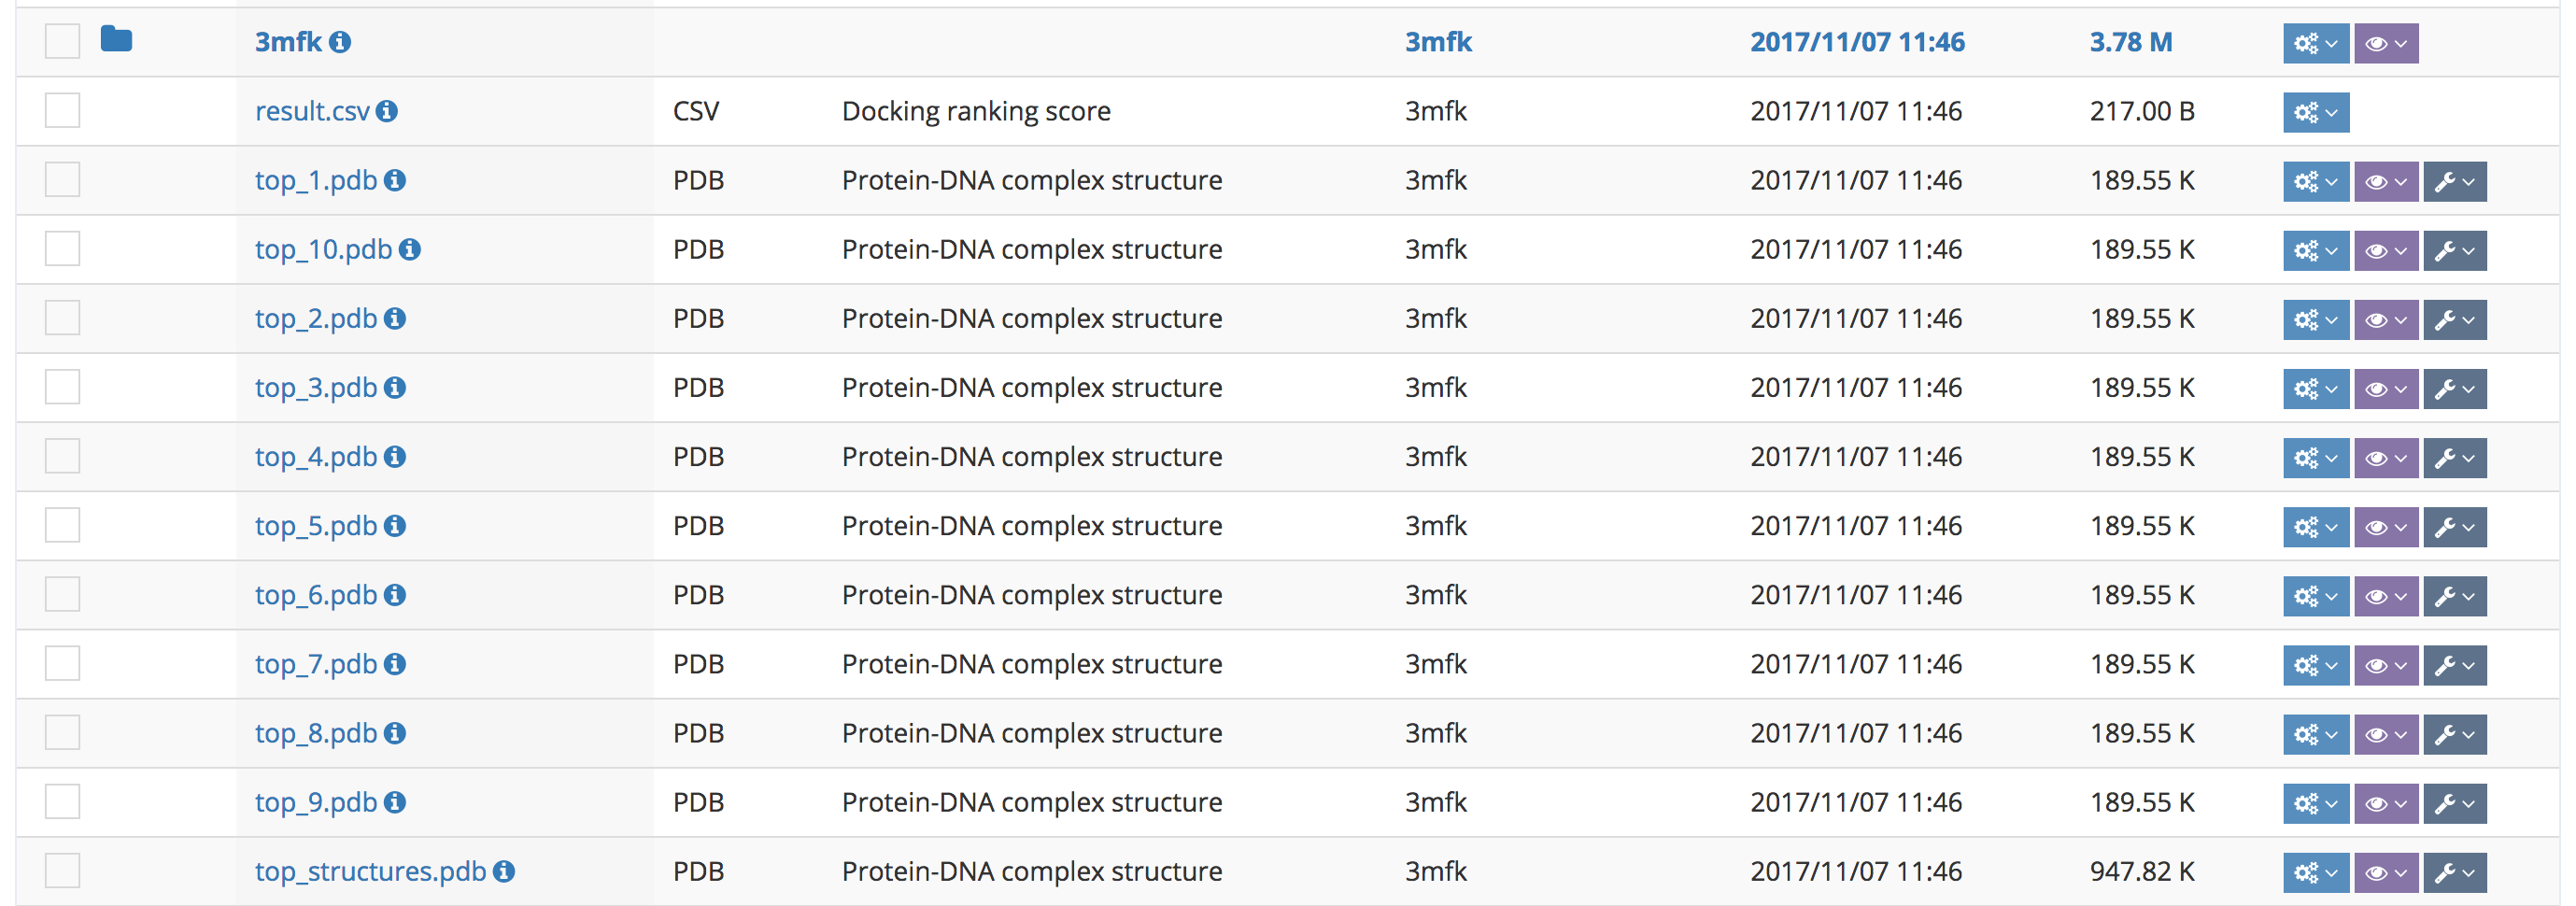 3mfk 3mfk 2017/11/07 11:46 3.78 M
result.csv CSV Docking ranking score 3mfk 2017/11/07 11:46 217.00 B
top_1.pdb PDB Protein-DNA complex structure 3mfk 2017/11/07 11:46 189.55 K
top_10.pdb PDB Protein-DNA complex structure 3mfk 2017/11/07 11:46 189.55 K
top_2.pdb PDB Protein-DNA complex structure 3mfk 2017/11/07 11:46 189.55 K
top_3.pdb PDB Protein-DNA complex structure 3mfk 2017/11/07 11:46 189.55 K
top_4.pdb PDB Protein-DNA complex structure 3mfk 2017/11/07 11:46 189.55 K
top_5.pdb PDB Protein-DNA complex structure 3mfk 2017/11/07 11:46 189.55 K
top_6.pdb PDB Protein-DNA complex structure 3mfk 2017/11/07 11:46 189.55 K
top_7.pdb PDB Protein-DNA complex structure 3mfk 2017/11/07 11:46 189.55 K
top_8.pdb PDB Protein-DNA complex structure 3mfk 2017/11/07 11:46 189.55 K
top_9.pdb PDB Protein-DNA complex structure 3mfk 2017/11/07 11:46 189.55 K
top_structures.pdb PDB Protein-DNA complex structure 3mfk 2017/11/07 11:46 947.82 K